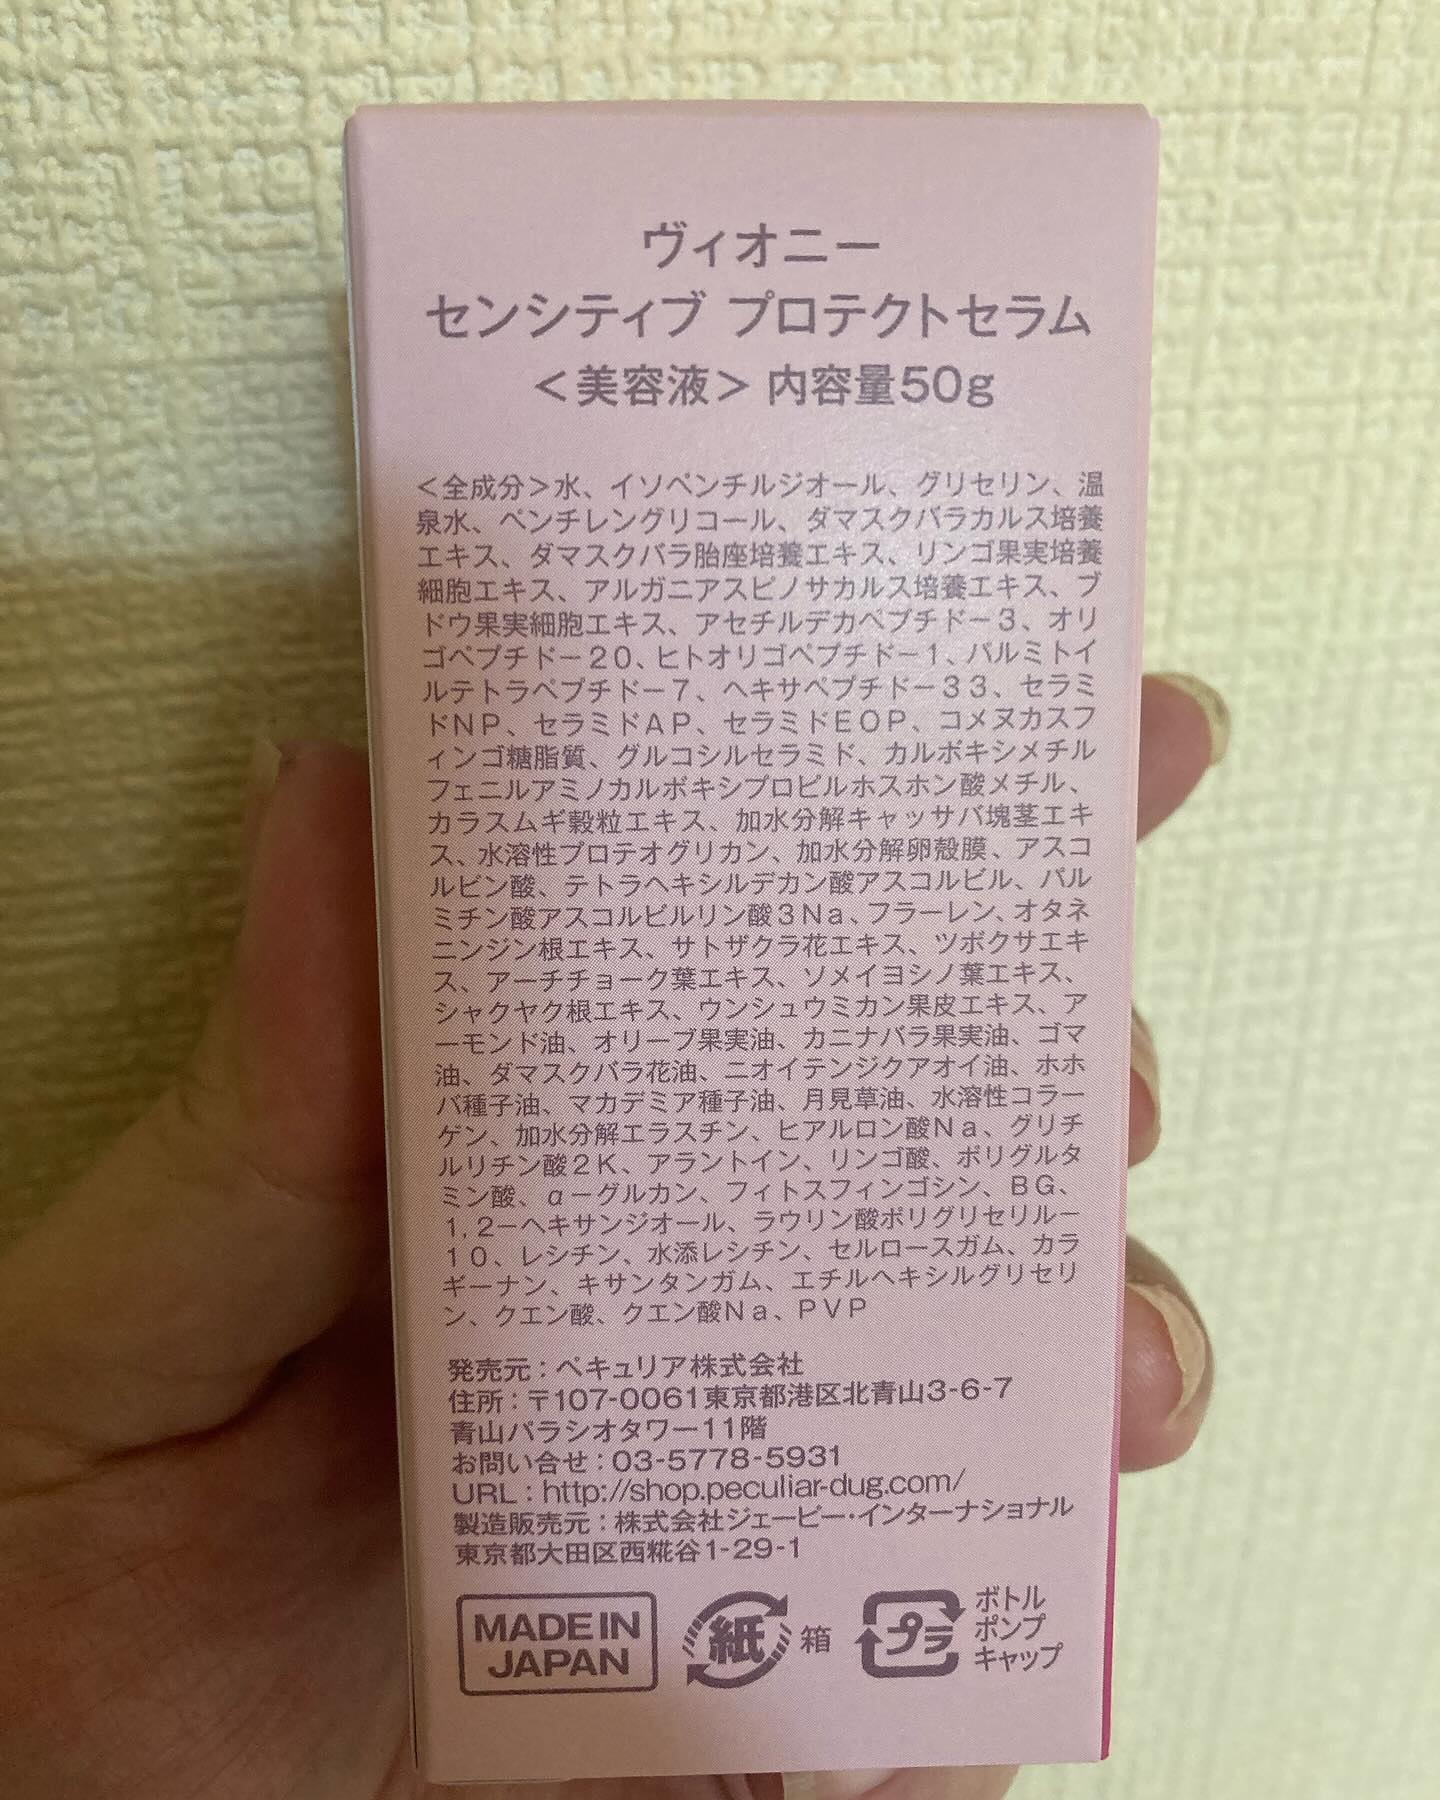 ヴィオニー
センシティブ プロテクトセラム
＜美容液＞ 内容量50g
＜全成分＞水、イソペンチルジオール、グリセリン、温
泉水、ペンチレングリコール、ダマスクバラカルス培養
エキス、ダマスクバラ胎座培養エキス、リンゴ果実培養
細胞エキス、アルガニアスピノサカルス培養エキス、ブ
ドウ果実細胞エキス、アセチルデカペプチド－3、オリ
ゴペプチド－20、ヒトオリゴペプチド－1、パルミトイ
ルテトラペプチド－7、ヘキサペプチド－33、セラミ
ドNP、セラミドAP、セラミドEOP、コメヌカスフ
ィンゴ糖脂質、グルコシルセラミド、カルボキシメチル
フェニルアミノカルボキシプロピルホスホン酸メチル、
カラスムギ穀粒エキス、加水分解キャッサバ塊茎エキ
ス、水溶性プロテオグリカン、加水分解卵殻膜、アスコ
ルビン酸、テトラヘキシルデカン酸アスコルビル、パル
ミチン酸アスコルビルリン酸3Na、フラーレン、オタネ
ニンジン根エキス、サトザクラ花エキス、ツボクサエキ
ス、アーチチョーク葉エキス、ソメイヨシノ葉エキス、
シャクヤク根エキス、ウンシュウミカン果皮エキス、ア
ーモンド油、オリーブ果実油、カニナバラ果実油、ゴマ
油、ダマスクバラ花油、ニオイテンジクアオイ油、ホホ
バ種子油、マカデミア種子油、月見草油、水溶性コラー
ゲン、加水分解エラスチン、ヒアルロン酸Na、グリチ
ルリチン酸2K、アラントイン、リンゴ酸、ポリグルタ
ミン酸、α－グルカン、フィトスフィンゴシン、BG、
1,2－ヘキサンジオール、ラウリン酸ポリグリセリル－
10、レシチン、水添レシチン、セルロースガム、カラ
ギーナン、キサンタンガム、エチルヘキシルグリセリ
ン、クエン酸、クエン酸Na、PVP
発売元：ペキュリア株式会社
住所：〒107-0061東京都港区北青山3-6-7
青山パラシオタワー11階
お問い合せ：03-5778-5931
URL：http://shop.peculiar-dug.com/
製造販売元：株式会社ジェーピー・インターナショナル
東京都大田区西糀谷1-29-1
MADE IN
JAPAN
紙
箱
プラ
ボトル
ポンプ
キャップ